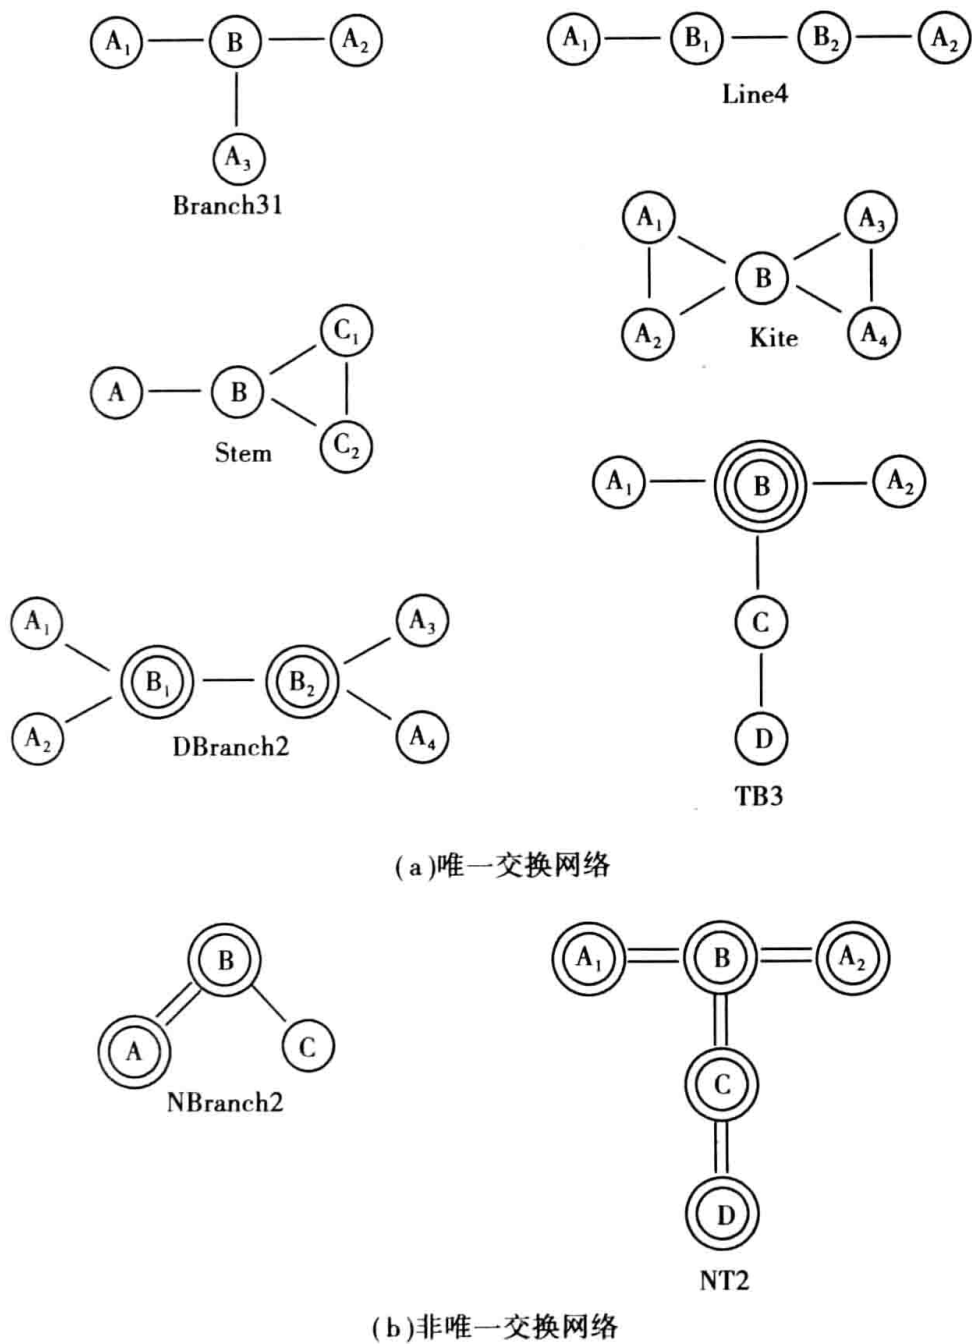 A₁ B A₂
A₃
Branch31
A₁ B₁ B₂ A₂
Line4
A₁ A₃
B
A₂ A₄
Kite
C₁
A B
C₂
Stem
A₁ B A₂
C
D
TB3
A₁ A₃
B₁ B₂
A₂ A₄
DBranch2
(a)唯一交换网络
B
A C
NBranch2
A₁ B A₂
C
D
NT2
(b)非唯一交换网络